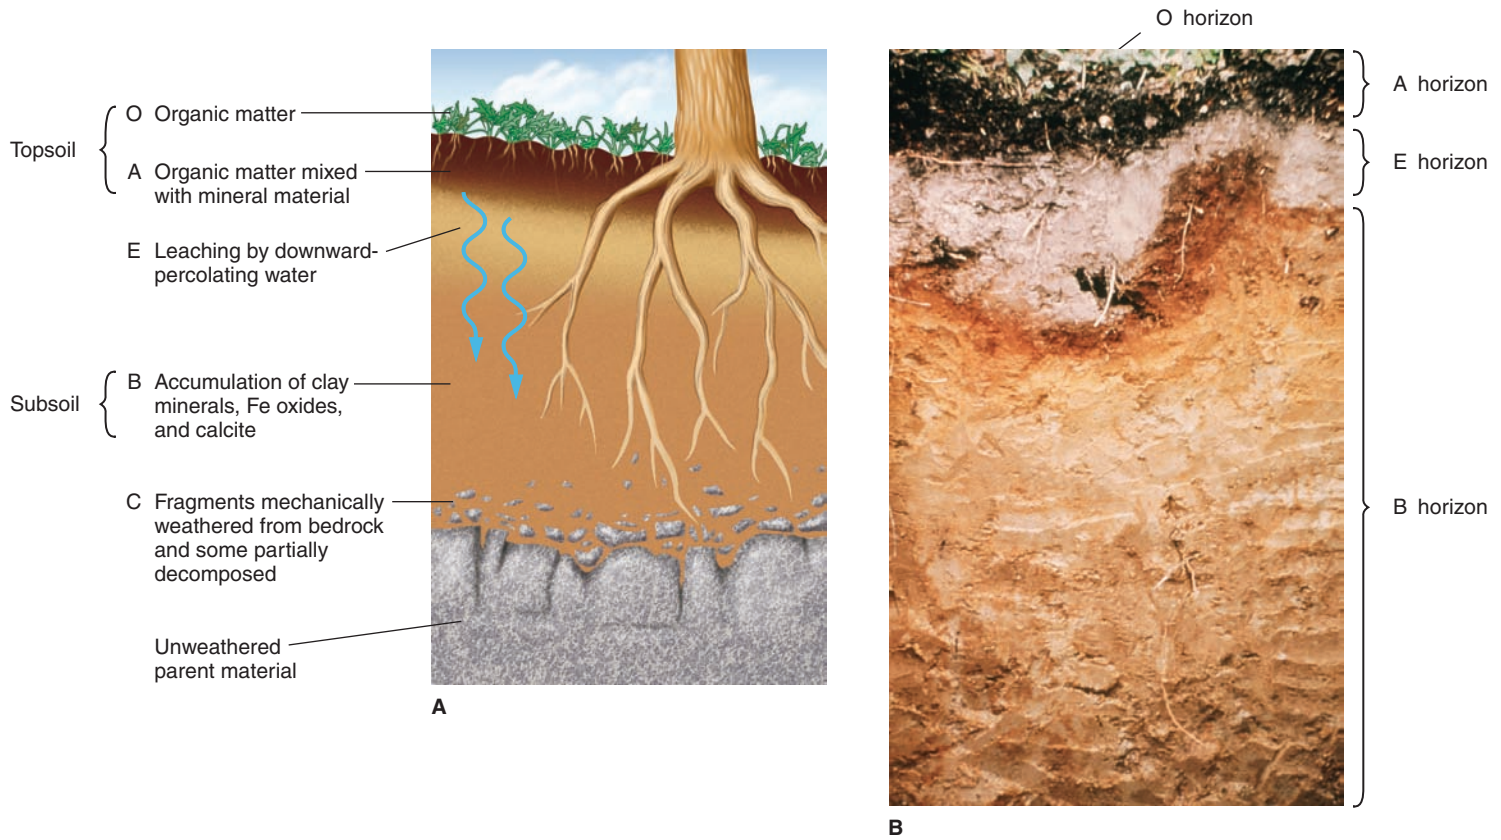 O horizon
Topsoil
O Organic matter
A Organic matter mixed
with mineral material
E Leaching by downward-
percolating water
Subsoil
B Accumulation of clay
minerals, Fe oxides,
and calcite
C Fragments mechanically
weathered from bedrock
and some partially
decomposed
Unweathered
parent material
A
A horizon
E horizon
B horizon
B